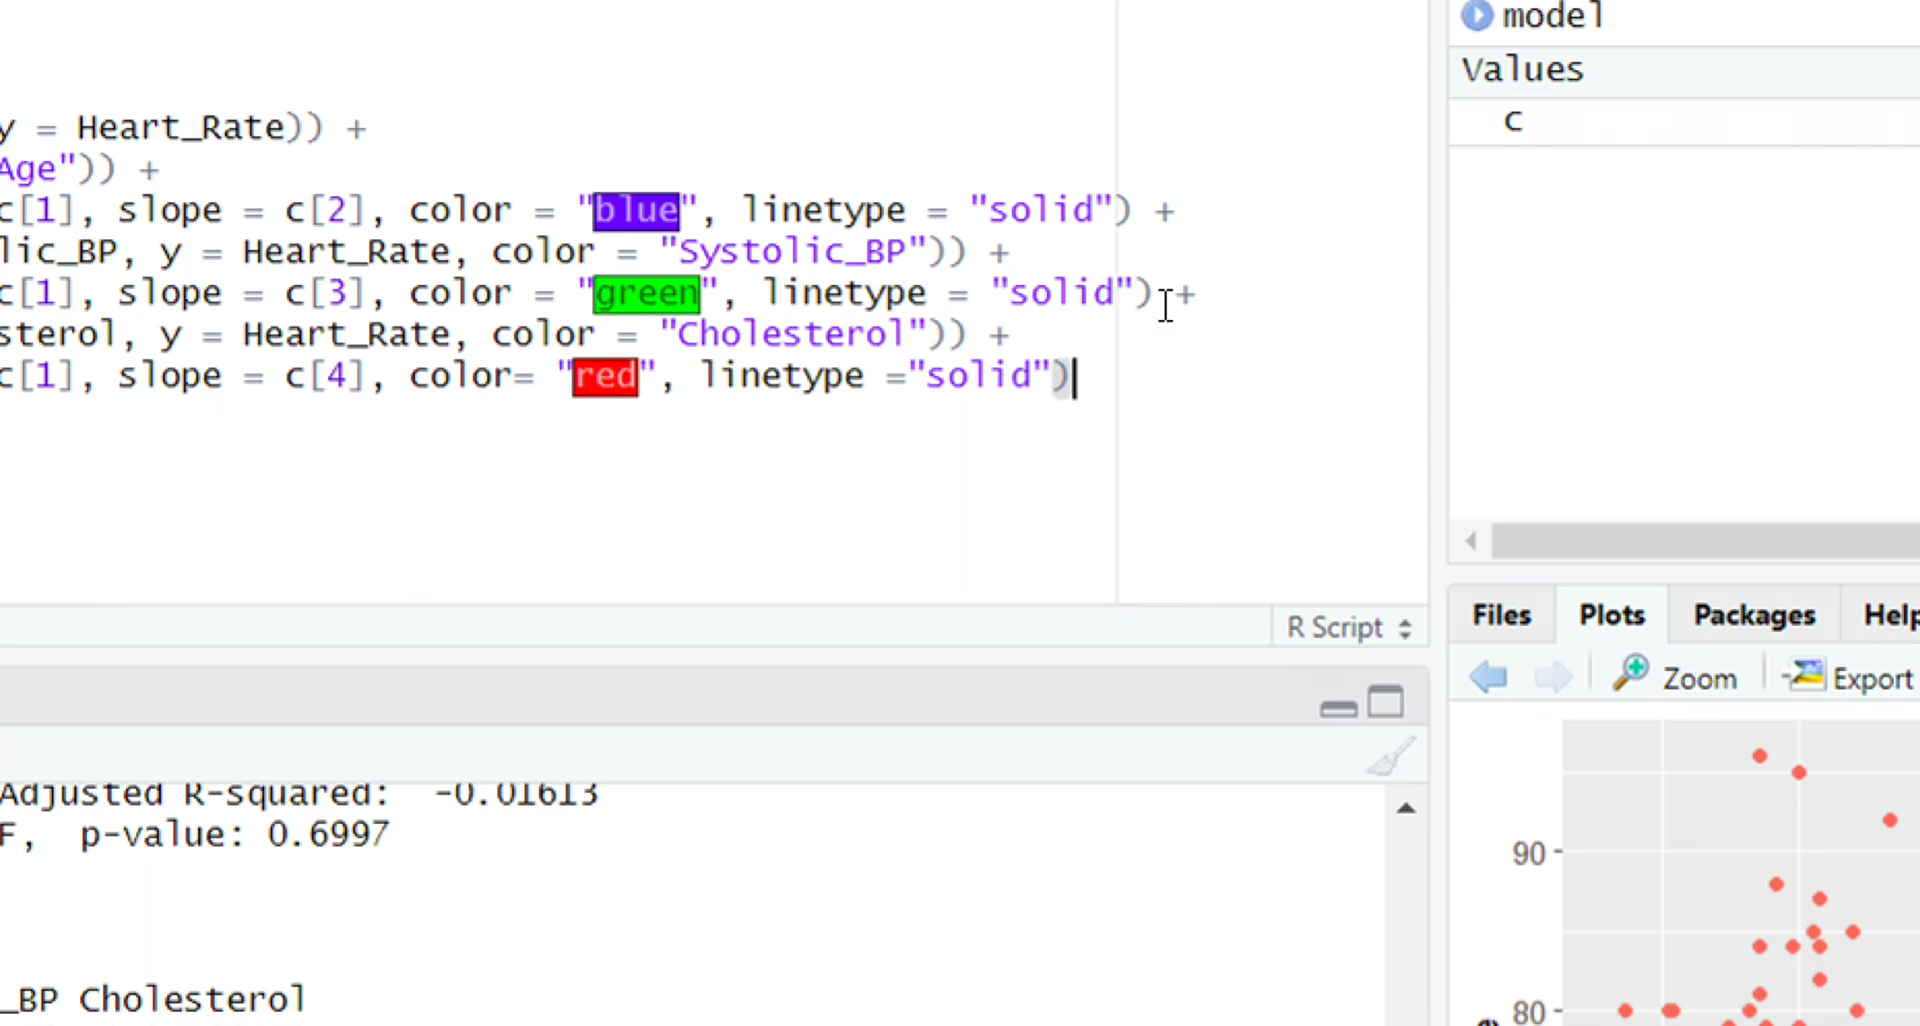 y = Heart_Rate)) +
Age")) +
c[1], slope = c[2], color = "blue", linetype = "solid") +
lic_BP, y = Heart_Rate, color = "Systolic_BP")) +
c[1], slope = c[3], color = "green", linetype = "solid") +
sterol, y = Heart_Rate, color = "Cholesterol")) +
c[1], slope = c[4], color= "red", linetype ="solid")
R Script
Adjusted R-squared:  -0.01613
F,  p-value: 0.6997
_BP Cholesterol
model
Values
c
Files Plots Packages Help
Zoom Export
90
80